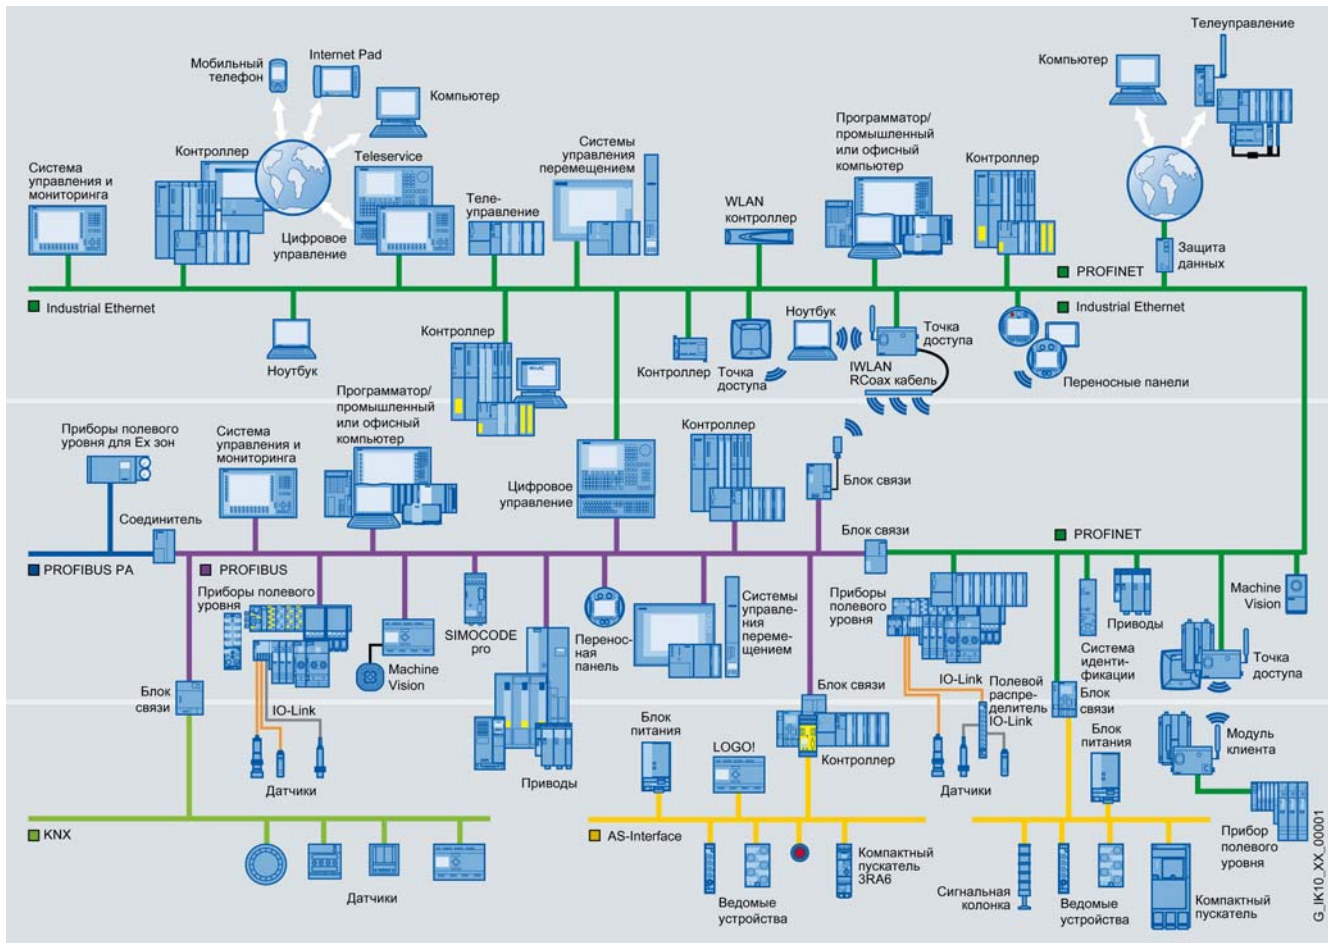 Телеуправление
Мобильный
телефон
Internet Pad
Компьютер
Компьютер
Система
управления и
мониторинга
Контроллер
Teleservice
Цифровое
управление
Теле-
управление
Системы
управления
перемещением
WLAN
контроллер
Программатор/
промышленный
или офисный
компьютер
Контроллер
Защита
данных
PROFINET
Industrial Ethernet
Industrial Ethernet
Ноутбук
Контроллер
WinAC
Контроллер
Точка
доступа
Ноутбук
Точка
доступа
IWLAN
RCoax кабель
Переносные панели
Приборы полевого
уровня для Ex зон
Система
управления и
мониторинга
Программатор/
промышленный
или офисный
компьютер
Цифровое
управление
Контроллер
Блок связи
Соединитель
Блок связи
PROFINET
PROFIBUS PA
PROFIBUS
Приборы полевого
уровня
IO-Link
Датчики
Machine
Vision
SIMOCODE
pro
Приводы
Перенос-
ная
панель
Системы
управле-
ния
переме-
щением
Приборы
полевого
уровня
IO-Link
Полевой
распре-
делитель
IO-Link
Датчики
Система
иденти-
фикации
Приводы
Machine
Vision
Точка
доступа
Блок
связи
Блок связи
Контроллер
Блок
связи
Блок
питания
LOGO!
Блок
питания
Модуль
клиента
Прибор
полевого
уровня
KNX
Датчики
AS-Interface
Ведомые
устройства
Компактный
пускатель
3RA6
Сигнальная
колонка
Ведомые
устройства
Компактный
пускатель
G_IK10_XX_00001